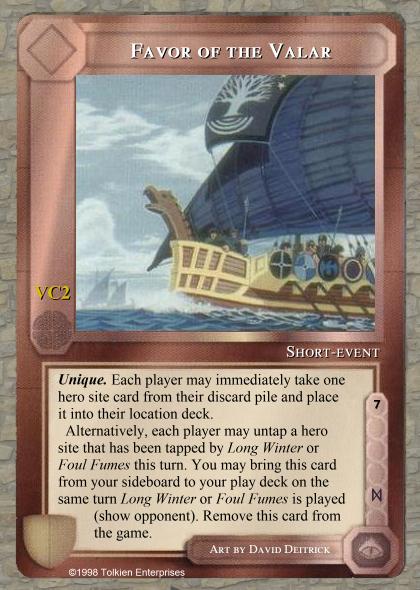 FAVOR OF THE VALAR
VC2
SHORT-EVENT
Unique. Each player may immediately take one
hero site card from their discard pile and place
it into their location deck.
Alternatively, each player may untap a hero
site that has been tapped by Long Winter or
Foul Fumes this turn. You may bring this card
from your sideboard to your play deck on the
same turn Long Winter or Foul Fumes is played
(show opponent). Remove this card from
the game.
7
ᛞ
ART BY DAVID DEITRICK
©1998 Tolkien Enterprises